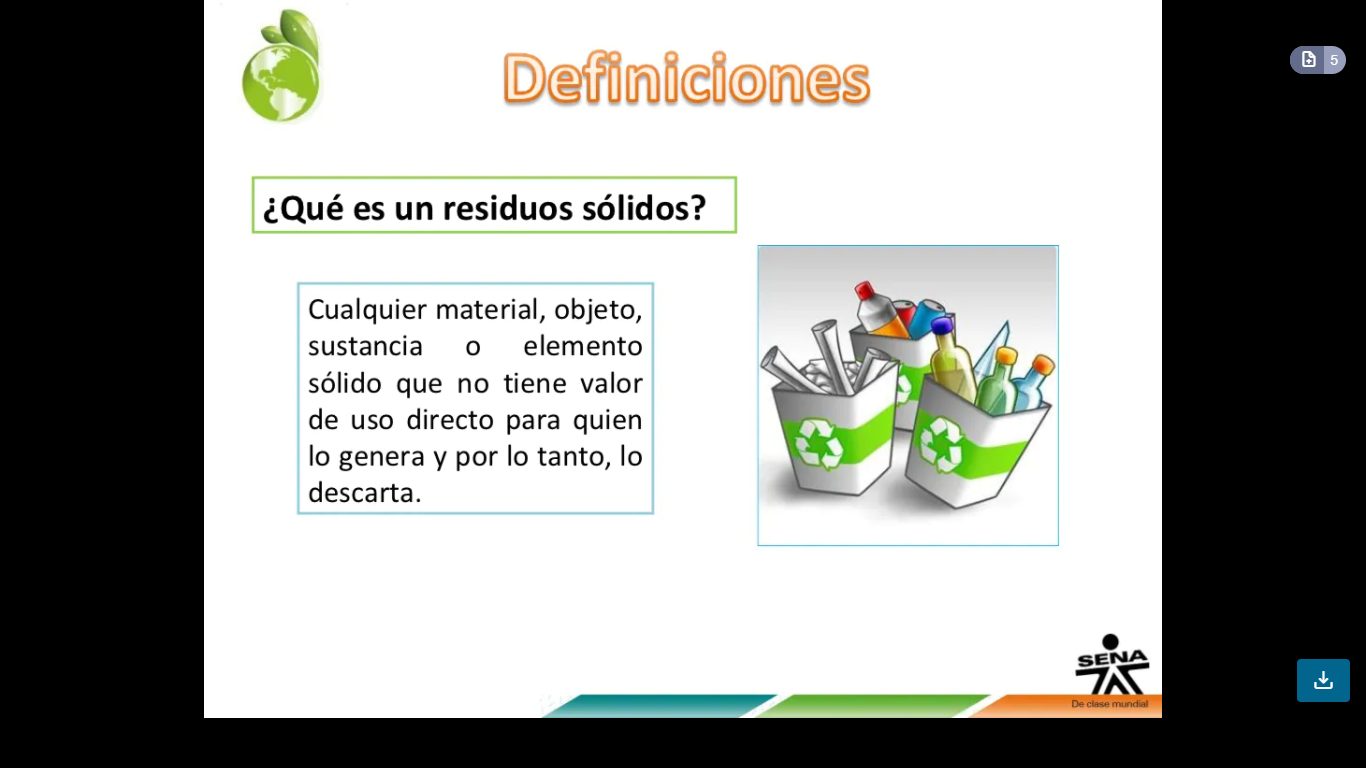 Definiciones
5
¿Qué es un residuos sólidos?
Cualquier material, objeto,
sustancia o elemento
sólido que no tiene valor
de uso directo para quien
lo genera y por lo tanto, lo
descarta.
SENA
De clase mundial